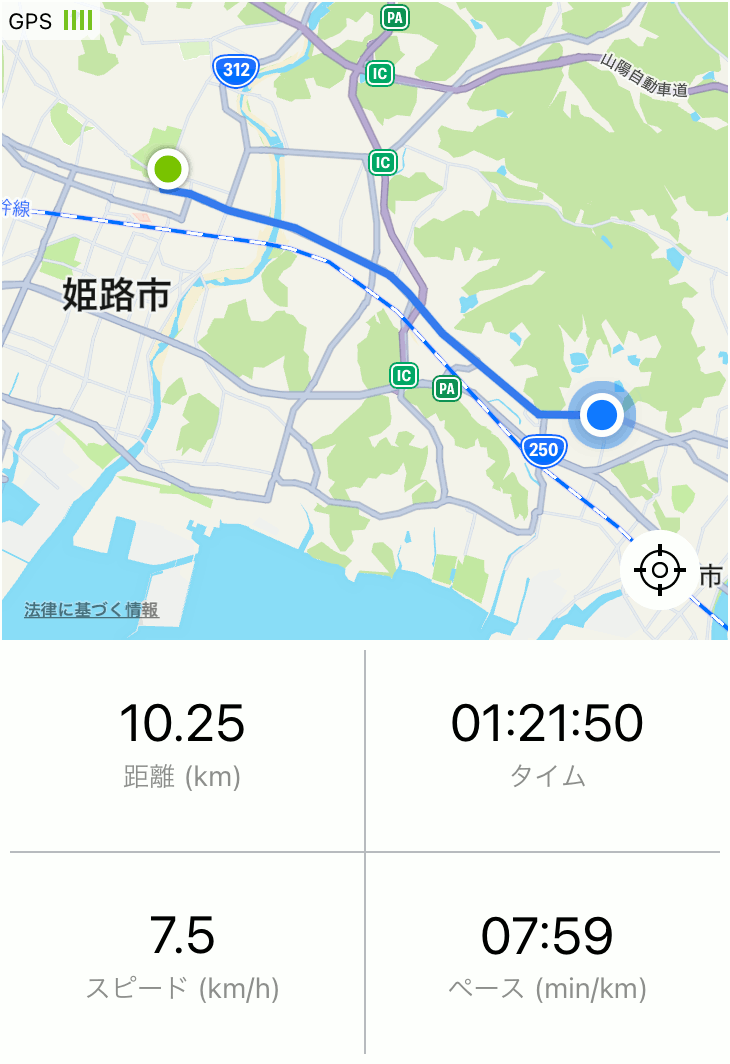 GPS
PA
312
IC
山陽自動車道
IC
幹線
姫路市
IC
PA
250
市
法律に基づく情報
10.25
距離 (km)
01:21:50
タイム
7.5
スピード (km/h)
07:59
ペース (min/km)